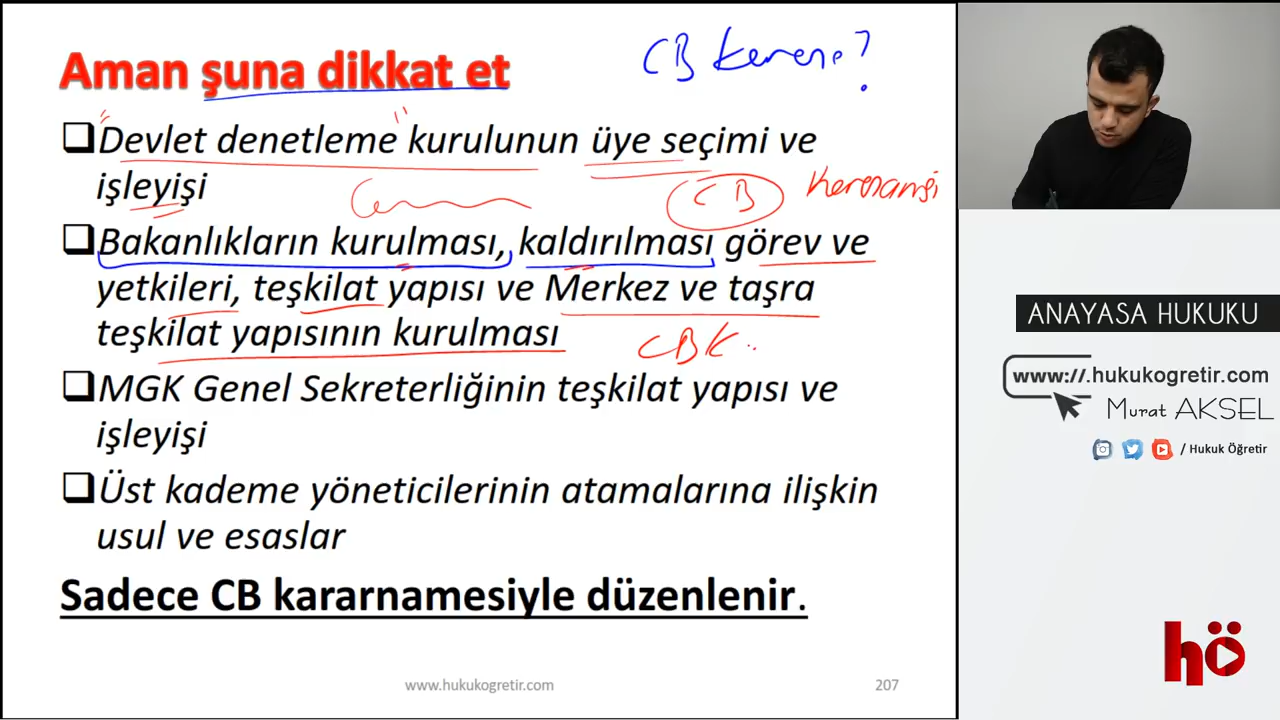 CB
Aman şuna dikkat et
Devlet denetleme kurulunun üye seçimi ve
işleyişi
CB
Bakanlıkların kurulması, kaldırılması görev ve
yetkileri, teşkilat yapısı ve Merkez ve taşra
teşkilat yapısının kurulması
CBK
MGK Genel Sekreterliğinin teşkilat yapısı ve
işleyişi
Üst kademe yöneticilerinin atamalarına ilişkin
usul ve esaslar
Sadece CB kararnamesiyle düzenlenir.
www.hukukogretir.com
207
ANAYASA HUKUKU
www://.hukukogretir.com
Murat AKSEL
/ Hukuk Öğretir
hö